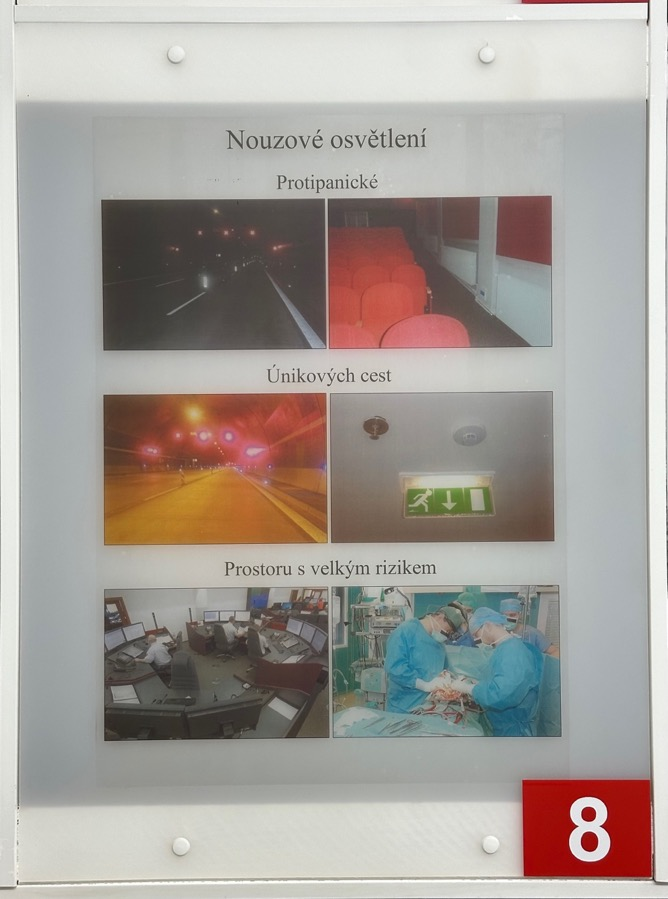 Nouzové osvětlení
Protipanické
Únikových cest
Prostoru s velkým rizikem
8